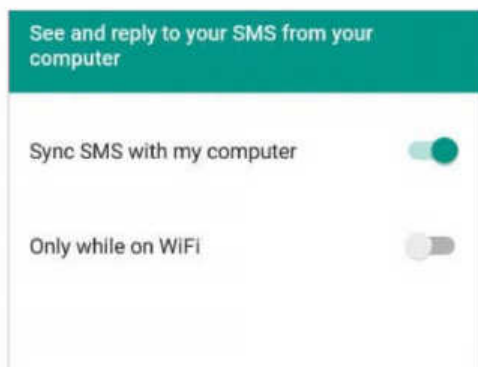 See and reply to your SMS from your
computer
Sync SMS with my computer
Only while on WiFi